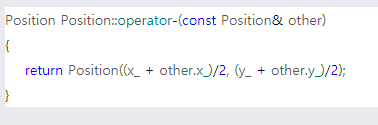 Position Position::operator-(const Position& other)
{
return Position((x_ + other.x_)/2, (y_ + other.y_)/2);
}